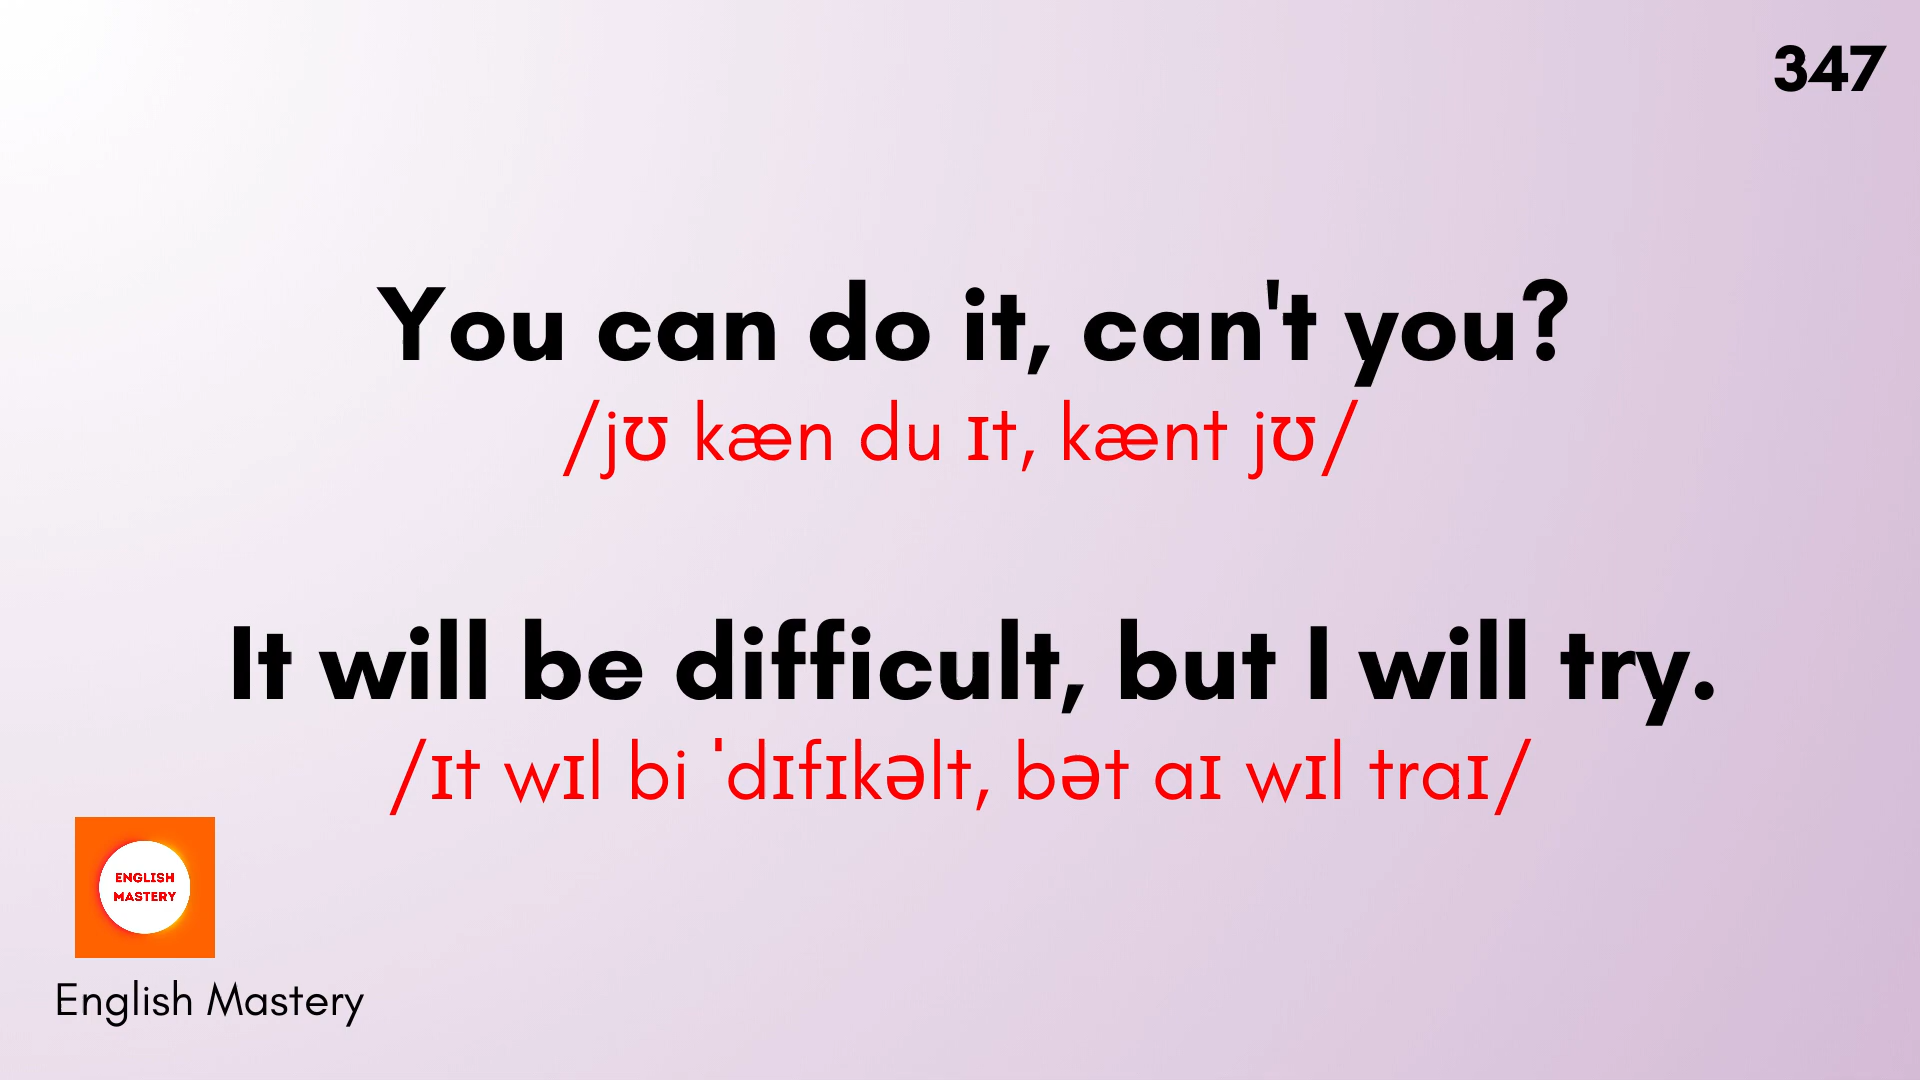 347
You can do it, can't you?
/jʊ kæn du ɪt, kænt jʊ/
It will be difficult, but I will try.
/ɪt wɪl bi ˈdɪfɪkəlt, bət aɪ wɪl traɪ/
ENGLISH
MASTERY
English Mastery